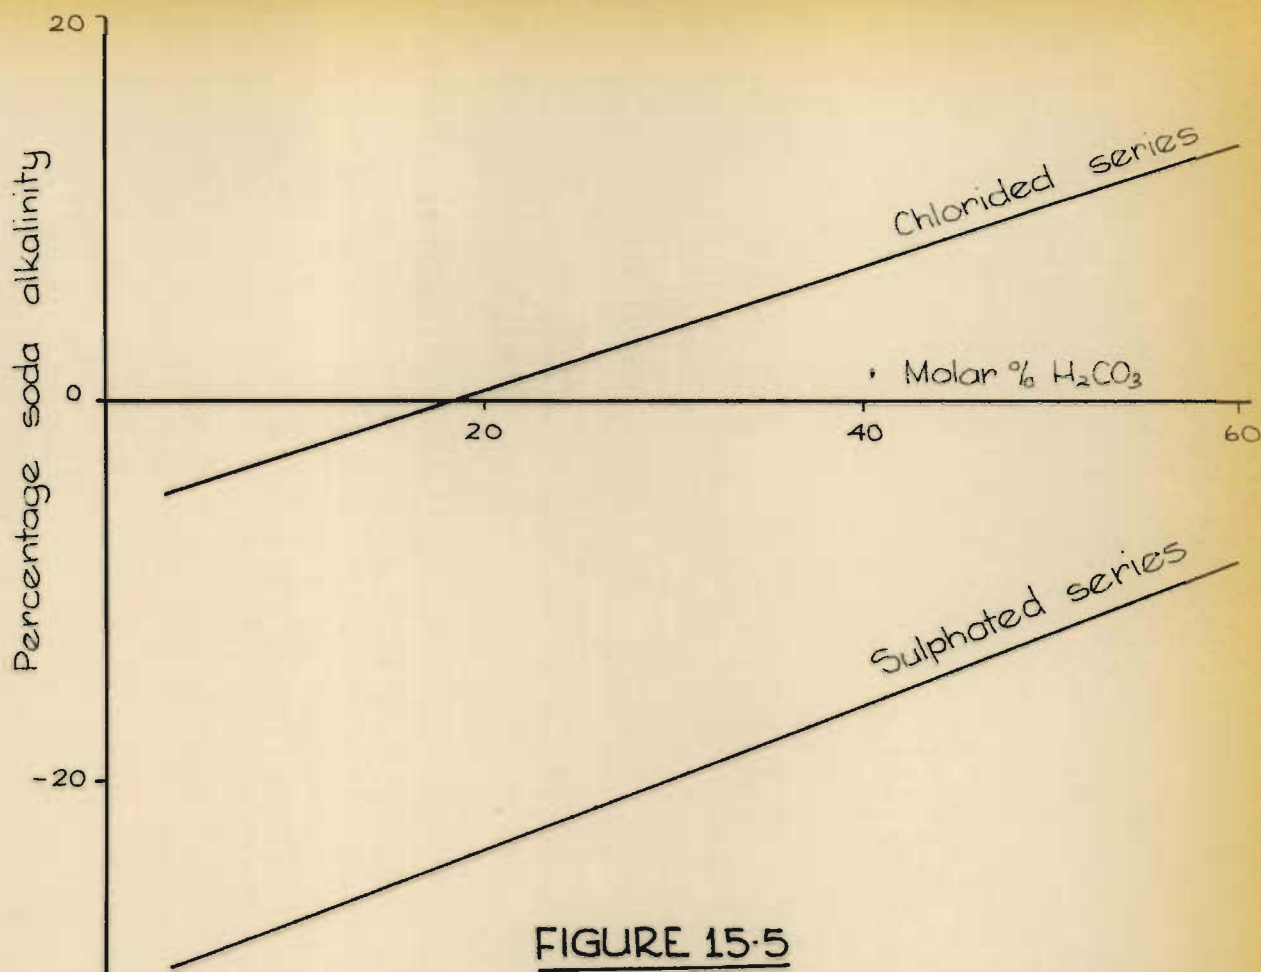 20
Percentage soda alkalinity
Chlorided series
Molar % H₂CO₃
0
20
40
60
Sulphated series
-20
FIGURE 15·5